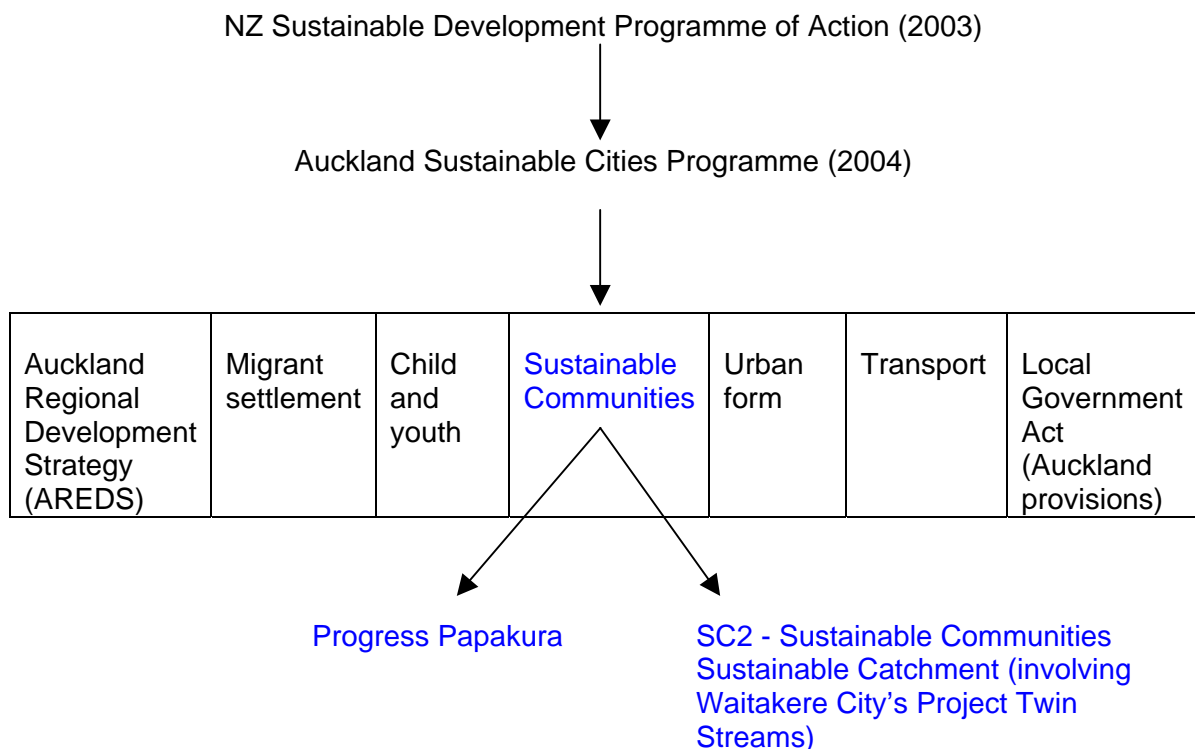 NZ Sustainable Development Programme of Action (2003)
Auckland Sustainable Cities Programme (2004)
Auckland
Regional
Development
Strategy
(AREDS)
Migrant
settlement
Child
and
youth
Sustainable
Communities
Urban
form
Transport
Local
Government
Act
(Auckland
provisions)
Progress Papakura
SC2 - Sustainable Communities
Sustainable Catchment (involving
Waitakere City's Project Twin
Streams)